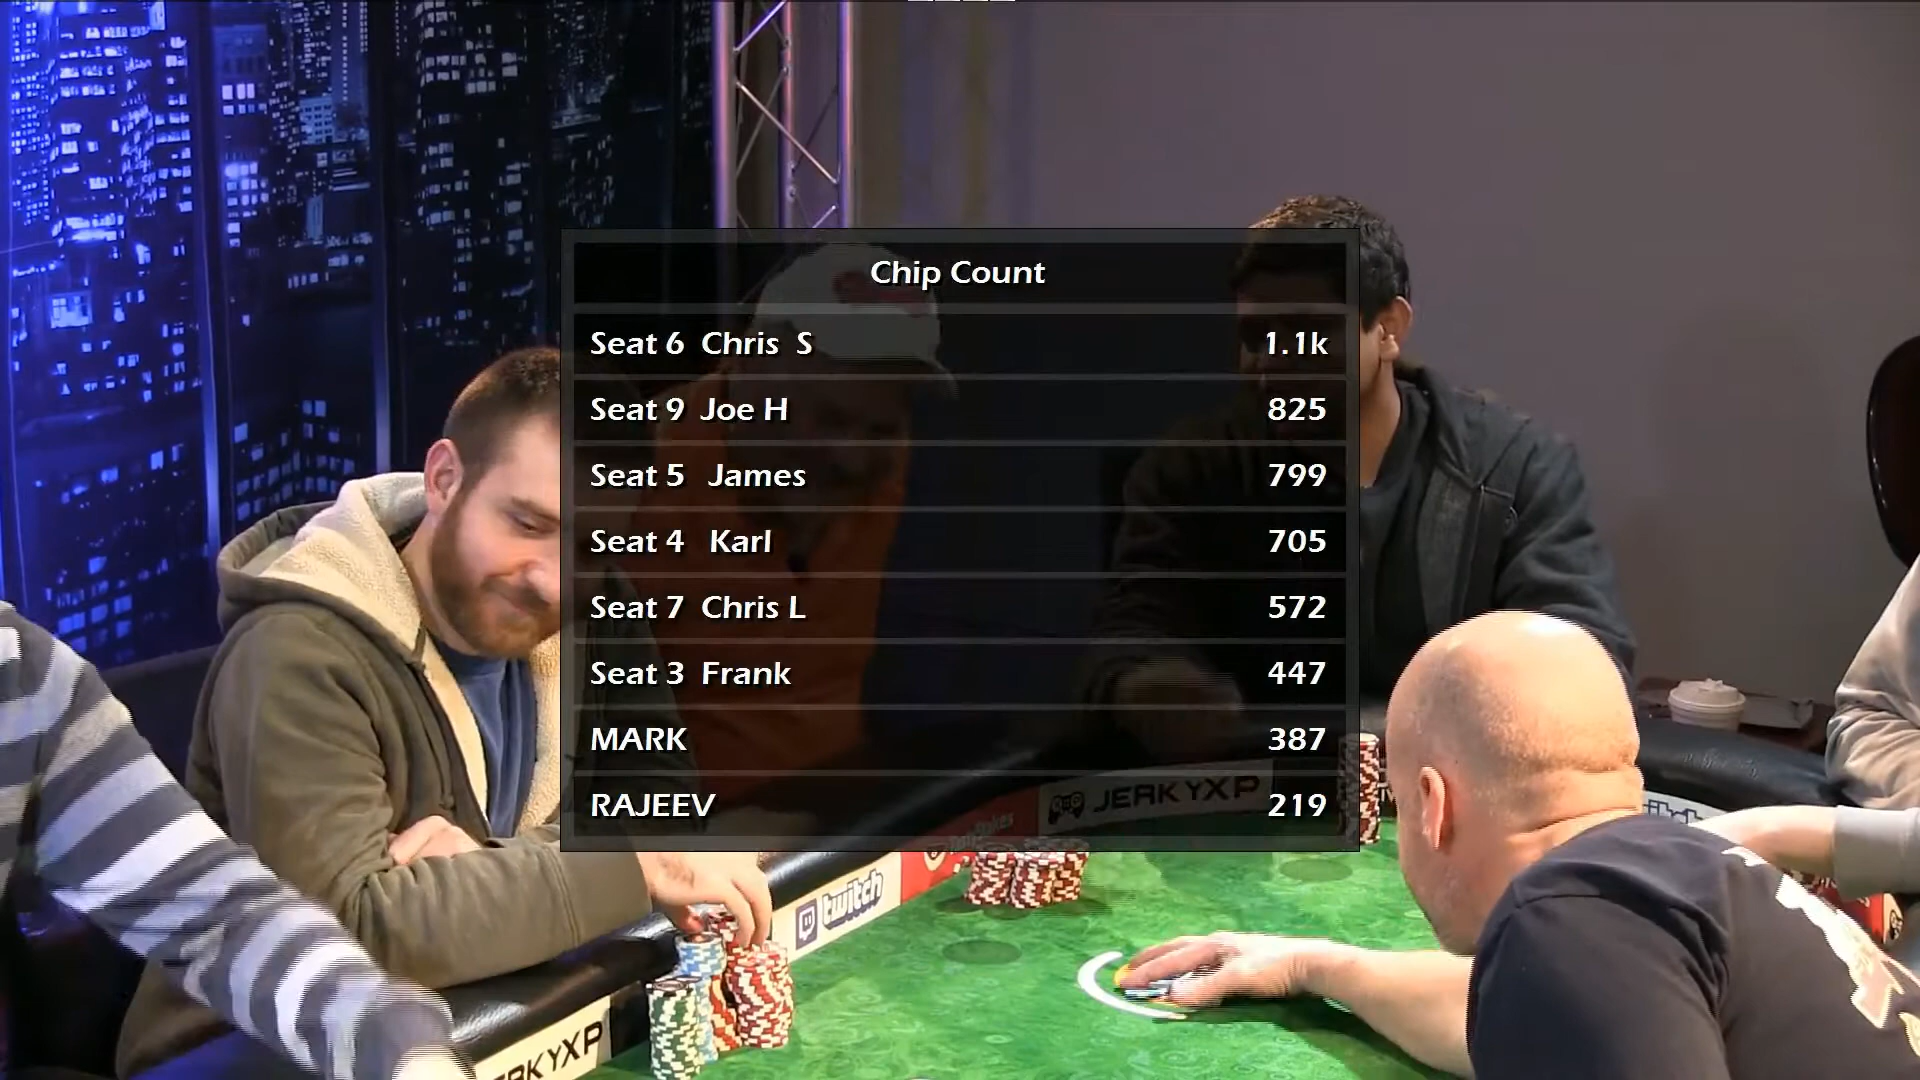 Chip Count
Seat 6 Chris S 1.1k
Seat 9 Joe H 825
Seat 5 James 799
Seat 4 Karl 705
Seat 7 Chris L 572
Seat 3 Frank 447
MARK 387
RAJEEV 219
JERKYXP
twitch
RKYXP